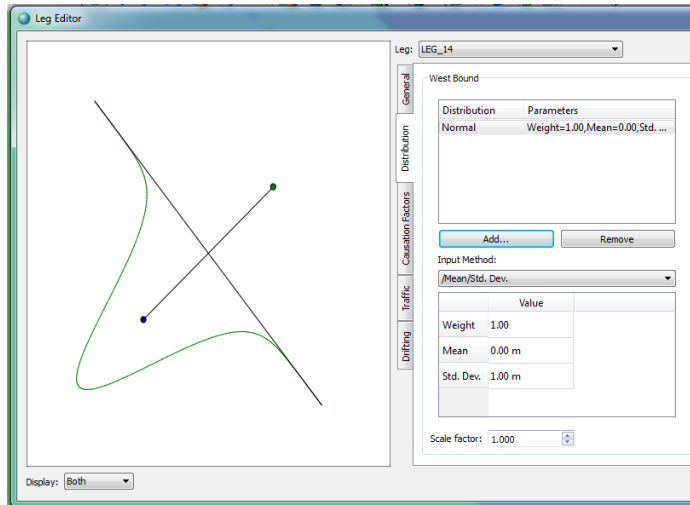 Leg Editor
Leg: LEG_14
General
Distribution
Causation Factors
Traffic
Drifting
West Bound
Distribution Parameters
Normal Weight=1.00,Mean=0.00,Std. ...
Add... Remove
Input Method:
/Mean/Std. Dev.
Value
Weight 1.00
Mean 0.00 m
Std. Dev. 1.00 m
Scale factor: 1.000
Display: Both